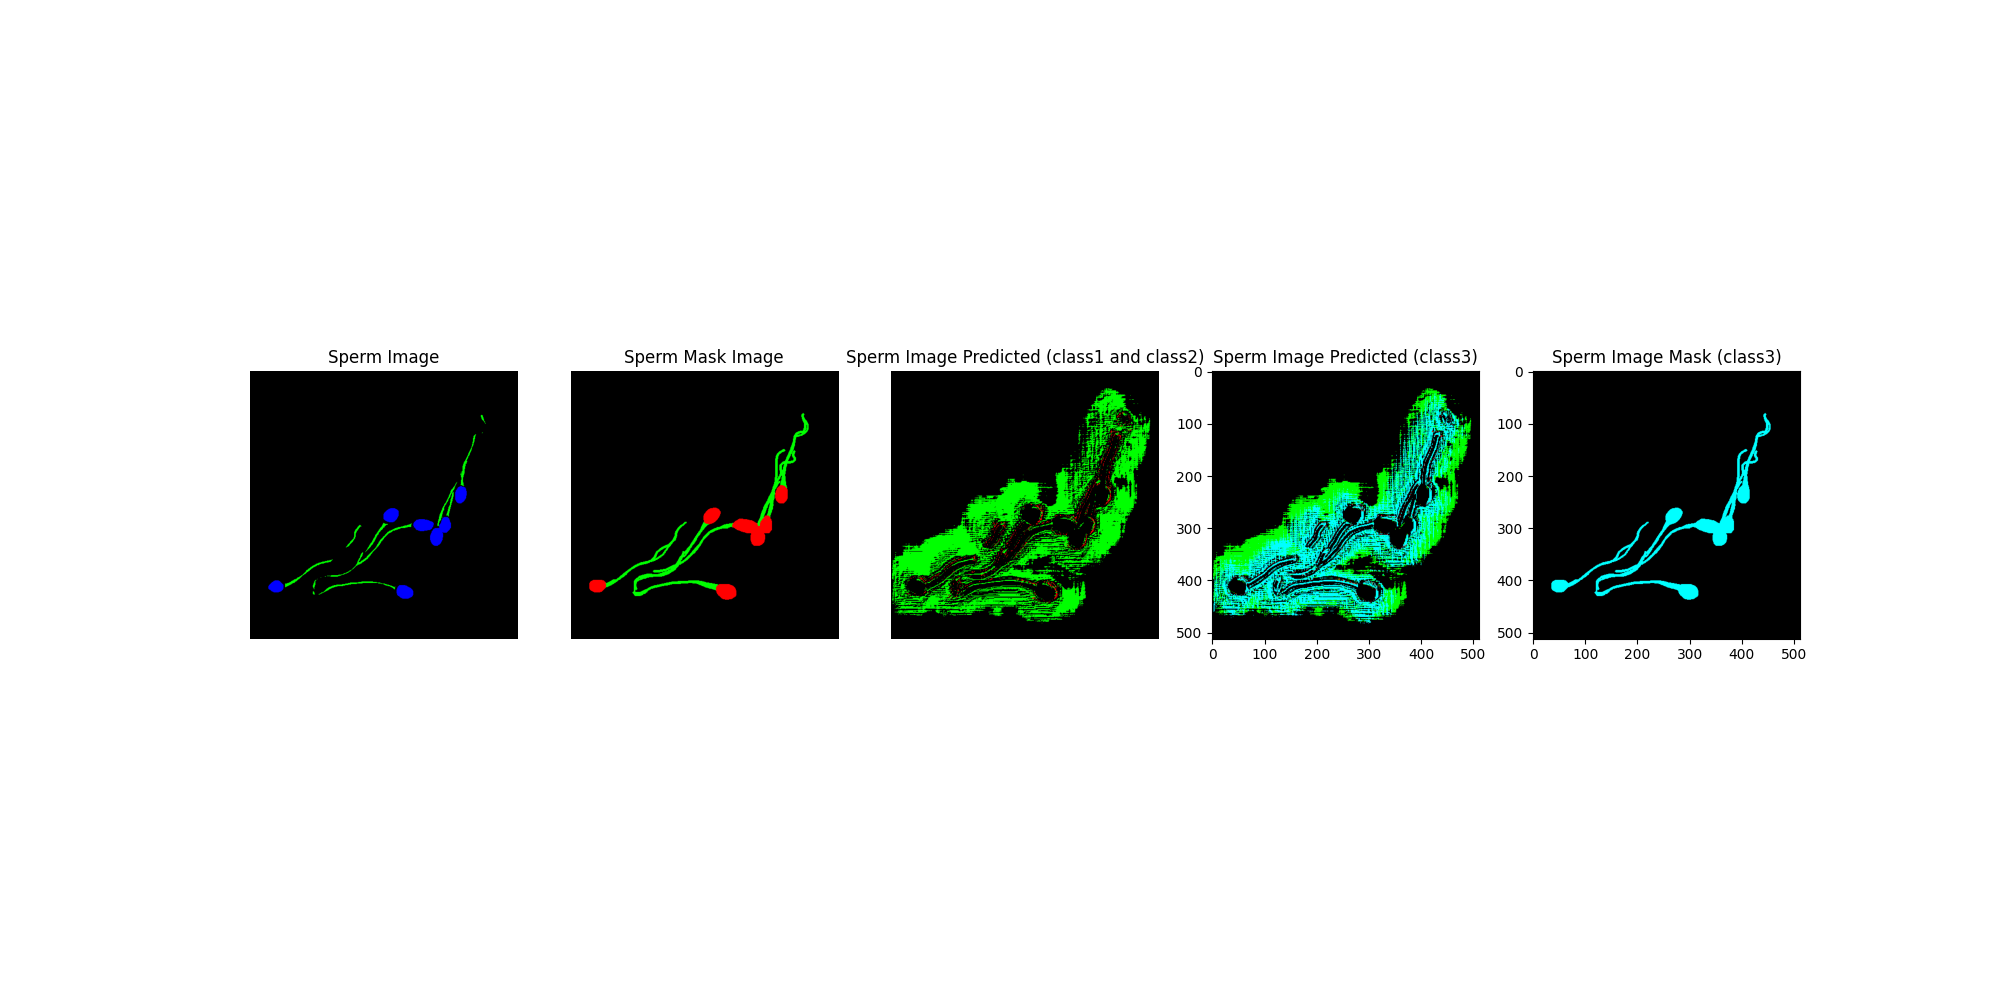 Sperm Image
Sperm Mask Image
Sperm Image Predicted (class1 and class2)
Sperm Image Predicted (class3)
Sperm Image Mask (class3)
0
100
200
300
400
500
0 100 200 300 400 500
0
100
200
300
400
500
0 100 200 300 400 500